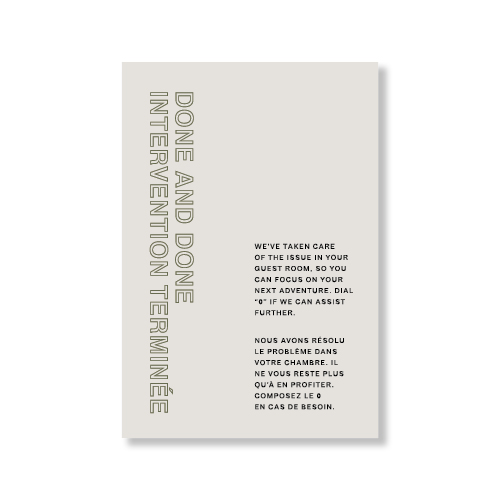 DONE AND DONE
INTERVENTION TERMINÉE
WE'VE TAKEN CARE
OF THE ISSUE IN YOUR
GUEST ROOM, SO YOU
CAN FOCUS ON YOUR
NEXT ADVENTURE. DIAL
"0" IF WE CAN ASSIST
FURTHER.
NOUS AVONS RÉSOLU
LE PROBLÈME DANS
VOTRE CHAMBRE. IL
NE VOUS RESTE PLUS
QU'À EN PROFITER.
COMPOSEZ LE 0
EN CAS DE BESOIN.